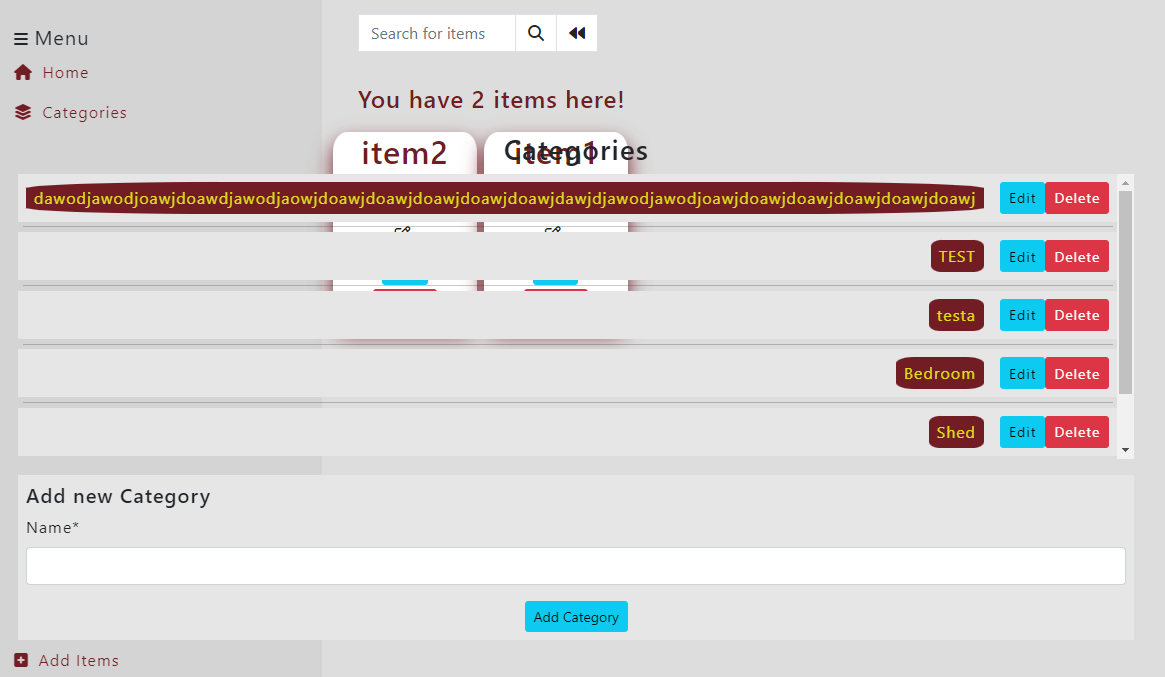 Menu
Home
Categories
Search for items
You have 2 items here!
item2
item1
Categories
dawodjawodjoawjdoawdjawodjaowjdoawjdoawjdoawjdoawjdoawjdawjdjawodjawodjoawjdoawjdoawjdoawjdoawjdoawj Edit Delete
TEST Edit Delete
testa Edit Delete
Bedroom Edit Delete
Shed Edit Delete
Add new Category
Name*
Add Category
Add Items